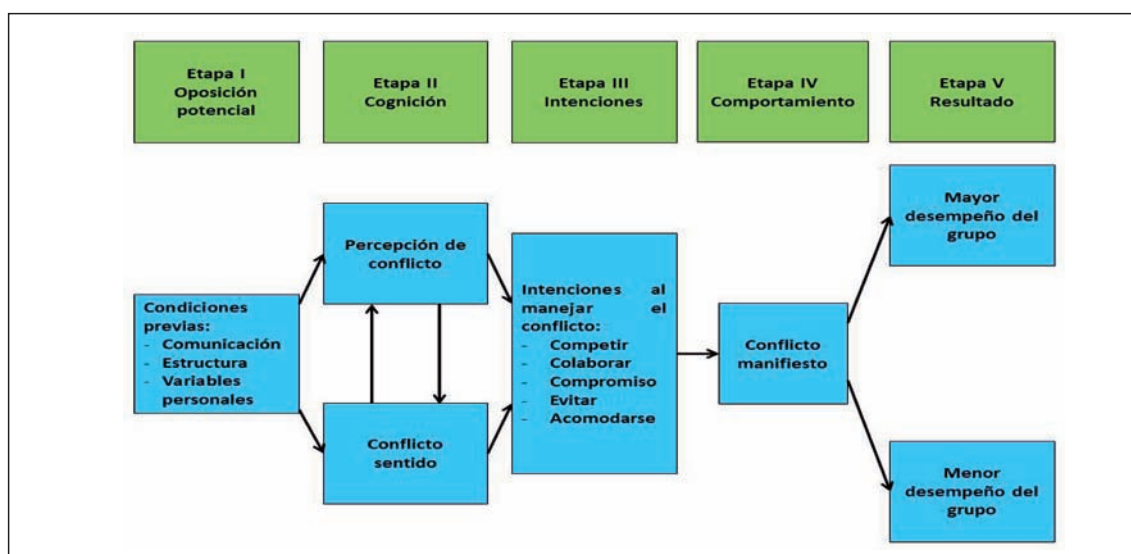 Etapa I
Oposición
potencial
Etapa II
Cognición
Etapa III
Intenciones
Etapa IV
Comportamiento
Etapa V
Resultado
Condiciones
previas:
- Comunicación
- Estructura
- Variables
personales
Percepción de
conflicto
Conflicto
sentido
Intenciones al
manejar el
conflicto:
- Competir
- Colaborar
- Compromiso
- Evitar
- Acomodarse
Conflicto
manifiesto
Mayor
desempeño del
grupo
Menor
desempeño del
grupo